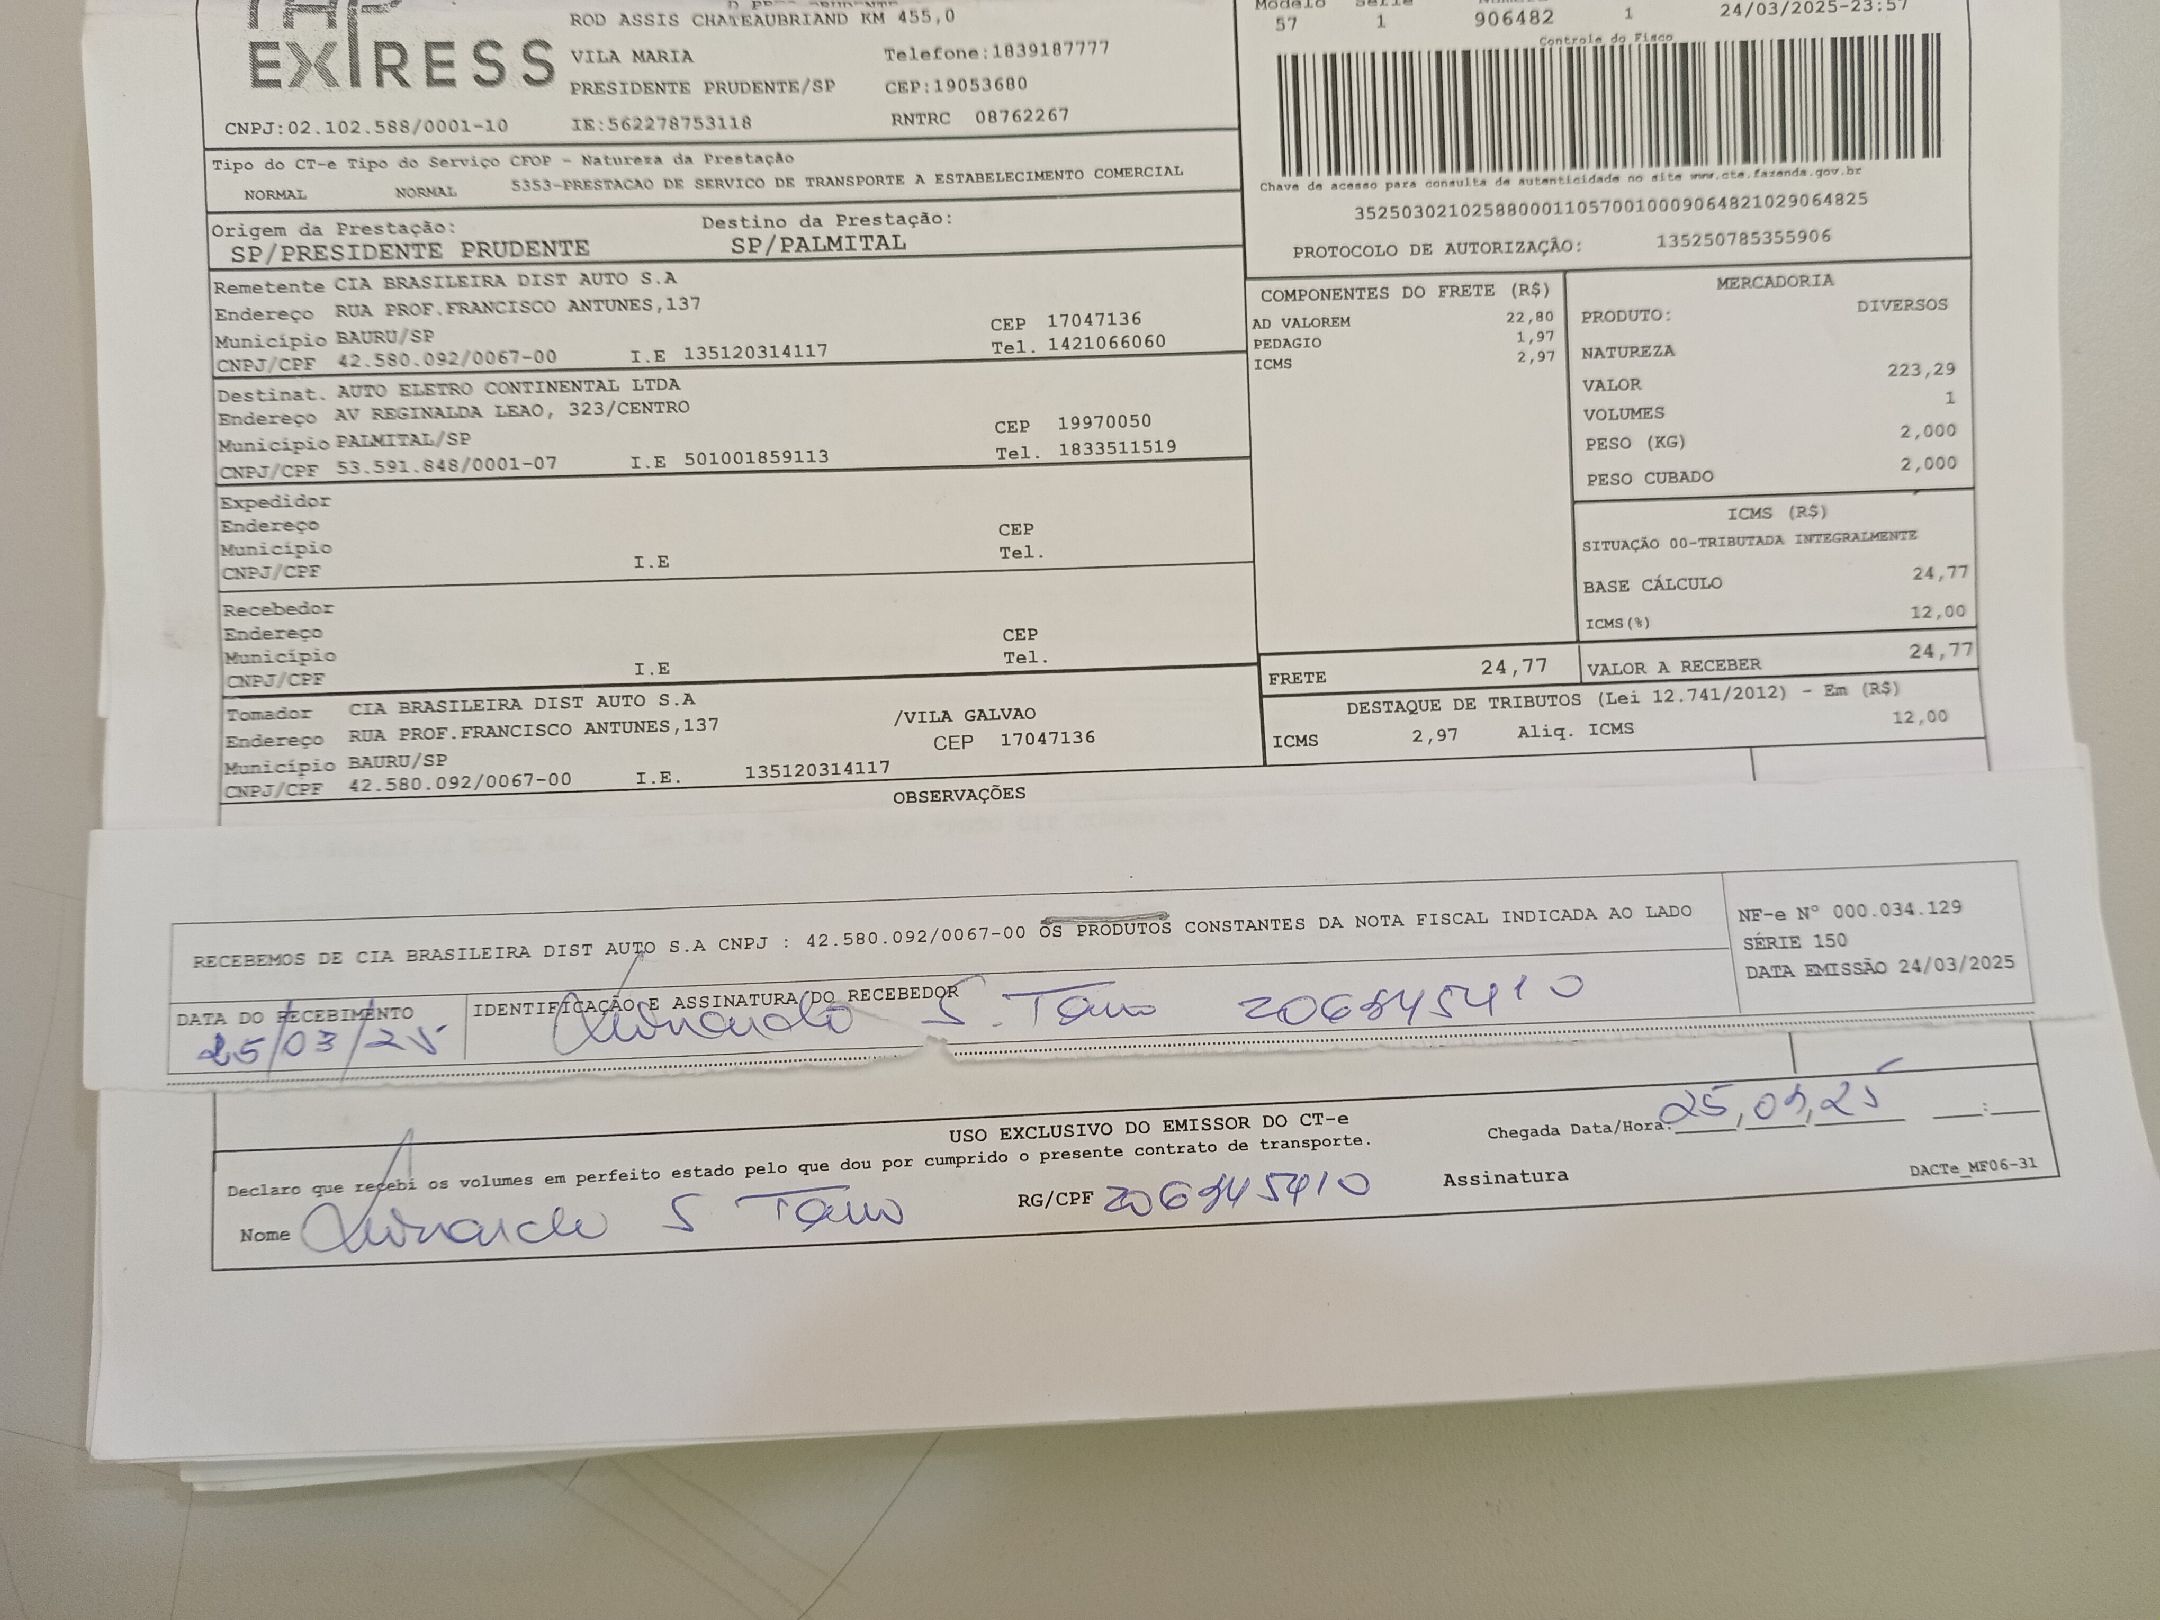 EXPRESS
ROD ASSIS CHATEAUBRIAND KM 455,0
VILA MARIA Telefone:1839187777
PRESIDENTE PRUDENTE/SP CEP:19053680
CNPJ:02.102.588/0001-10 IE:562278753118 RNTRC 08762267
Modelo Série
57 1 906482 1 24/03/2025-23:57
Controle do Fisco
Chave de acesso para consulta de autenticidade no site www.cte.fazenda.gov.br
35250302102588000110570010009064821029064825
PROTOCOLO DE AUTORIZAÇÃO: 135250785355906
Tipo do CT-e Tipo do Serviço CFOP - Natureza da Prestação
NORMAL NORMAL 5353-PRESTACAO DE SERVICO DE TRANSPORTE A ESTABELECIMENTO COMERCIAL
Origem da Prestação: Destino da Prestação:
SP/PRESIDENTE PRUDENTE SP/PALMITAL
Remetente CIA BRASILEIRA DIST AUTO S.A
Endereço RUA PROF.FRANCISCO ANTUNES,137
Município BAURU/SP CEP 17047136
CNPJ/CPF 42.580.092/0067-00 I.E 135120314117 Tel. 1421066060
Destinat. AUTO ELETRO CONTINENTAL LTDA
Endereço AV REGINALDA LEAO, 323/CENTRO
Município PALMITAL/SP CEP 19970050
CNPJ/CPF 53.591.848/0001-07 I.E 501001859113 Tel. 1833511519
Expedidor
Endereço
Município CEP
CNPJ/CPF I.E Tel.
Recebedor
Endereço
Município CEP
CNPJ/CPF I.E Tel.
Tomador CIA BRASILEIRA DIST AUTO S.A
Endereço RUA PROF.FRANCISCO ANTUNES,137 /VILA GALVAO
Município BAURU/SP CEP 17047136
CNPJ/CPF 42.580.092/0067-00 I.E. 135120314117
COMPONENTES DO FRETE (R$)
AD VALOREM 22,80
PEDAGIO 1,97
ICMS 2,97
MERCADORIA
PRODUTO: DIVERSOS
NATUREZA
VALOR 223,29
VOLUMES 1
PESO (KG) 2,000
PESO CUBADO 2,000
ICMS (R$)
SITUAÇÃO 00-TRIBUTADA INTEGRALMENTE
BASE CÁLCULO 24,77
ICMS(%) 12,00
FRETE 24,77 VALOR A RECEBER 24,77
DESTAQUE DE TRIBUTOS (Lei 12.741/2012) - Em (R$)
ICMS 2,97 Aliq. ICMS 12,00
OBSERVAÇÕES
RECEBEMOS DE CIA BRASILEIRA DIST AUTO S.A CNPJ : 42.580.092/0067-00 OS PRODUTOS CONSTANTES DA NOTA FISCAL INDICADA AO LADO
NF-e N° 000.034.129
SÉRIE 150
DATA EMISSÃO 24/03/2025
DATA DO RECEBIMENTO IDENTIFICAÇÃO E ASSINATURA DO RECEBEDOR
25/03/25 S.
USO EXCLUSIVO DO EMISSOR DO CT-e
Chegada Data/Hora: 25,03,25 :
Declaro que recebi os volumes em perfeito estado pelo que dou por cumprido o presente contrato de transporte.
Nome S RG/CPF Assinatura
DACTe_MF06-31